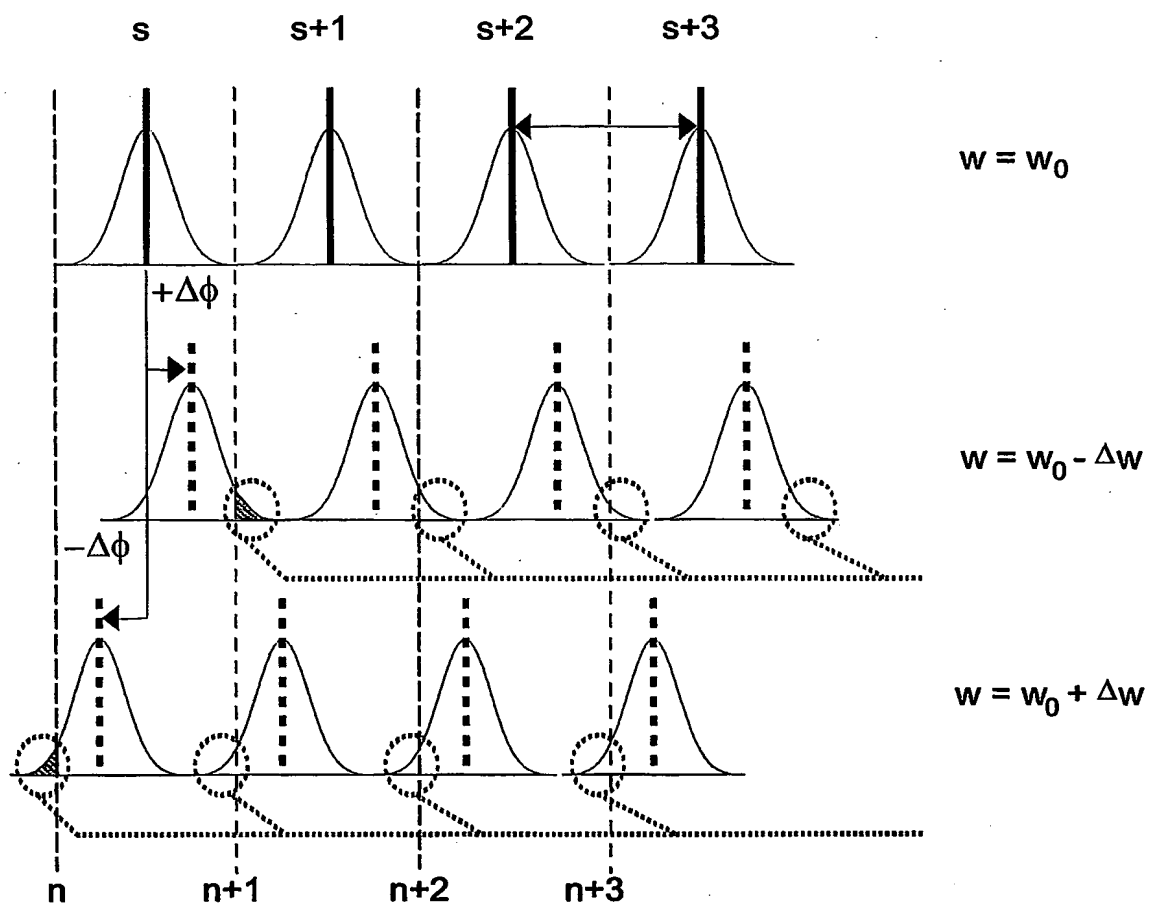 s s+1 s+2 s+3
w = w₀
+Δϕ
w = w₀ - Δw
−Δϕ
w = w₀ + Δw
n n+1 n+2 n+3